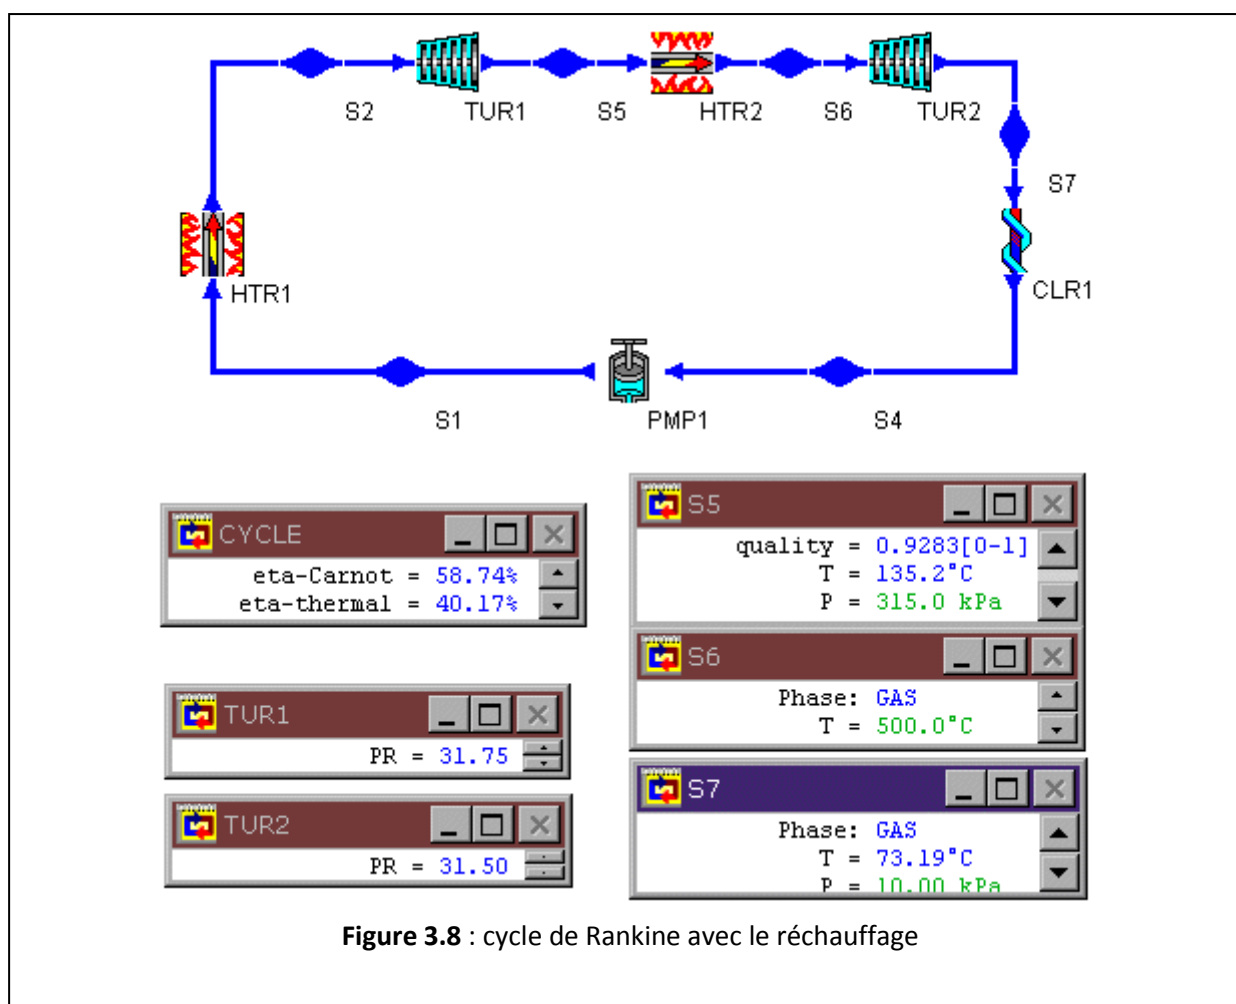 S2
TUR1
S5
HTR2
S6
TUR2
S7
HTR1
CLR1
S1
PMP1
S4
CYCLE
eta-Carnot = 58.74%
eta-thermal = 40.17%
TUR1
PR = 31.75
TUR2
PR = 31.50
S5
quality = 0.9283[0-1]
T = 135.2°C
P = 315.0 kPa
S6
Phase: GAS
T = 500.0°C
S7
Phase: GAS
T = 73.19°C
P = 10.00 kPa
Figure 3.8 : cycle de Rankine avec le réchauffage